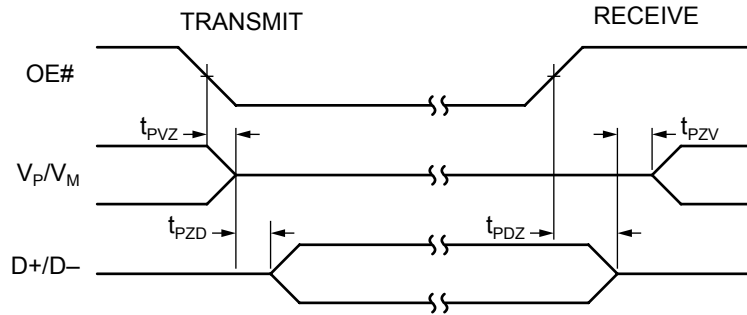 TRANSMIT
RECEIVE
OE#
tPVZ
tPZV
VP/VM
tPZD
tPDZ
D+/D–